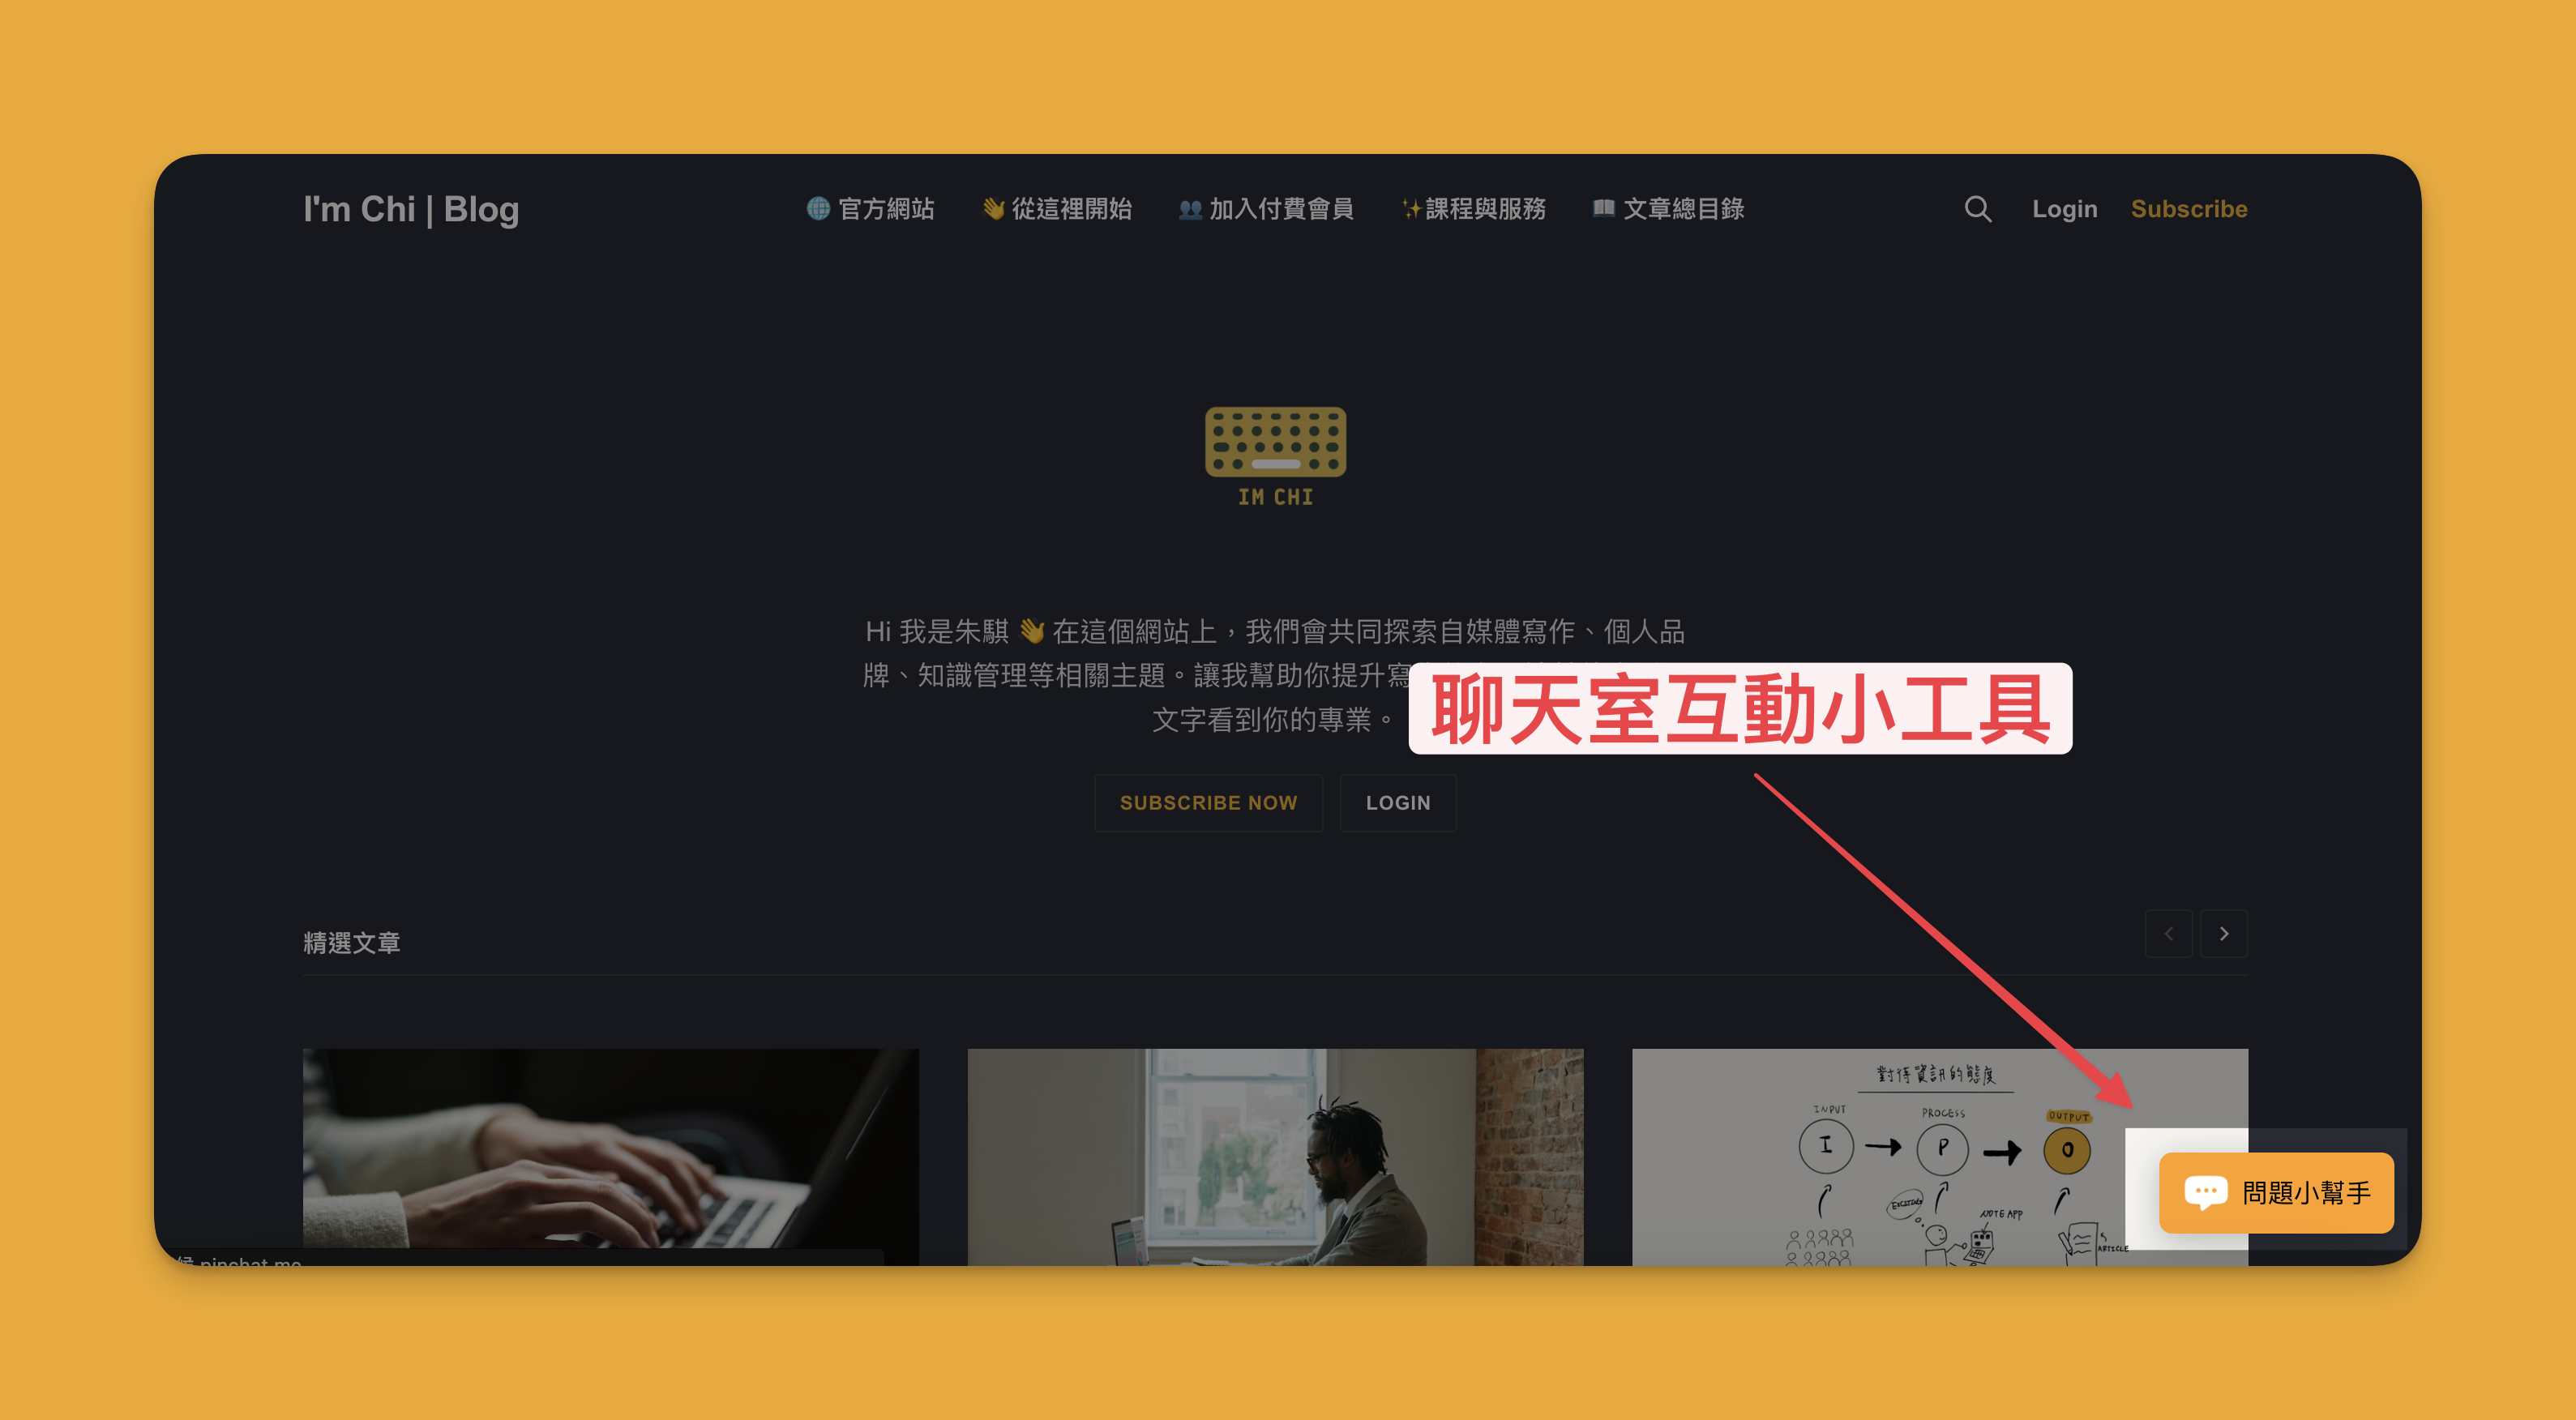 I'm Chi | Blog
🌐 官方網站
👋 從這裡開始
👥 加入付費會員
✨課程與服務
📖 文章總目錄
Login
Subscribe
IM CHI
Hi 我是朱騏 👋 在這個網站上，我們會共同探索自媒體寫作、個人品
牌、知識管理等相關主題。讓我幫助你提升寫
文字看到你的專業。
聊天室互動小工具
SUBSCRIBE NOW
LOGIN
精選文章
對待資訊的態度
INPUT
PROCESS
OUTPUT
I
P
O
EXCITING
NOTE APP
5
ARTICLE
問題小幫手
pinchat.me